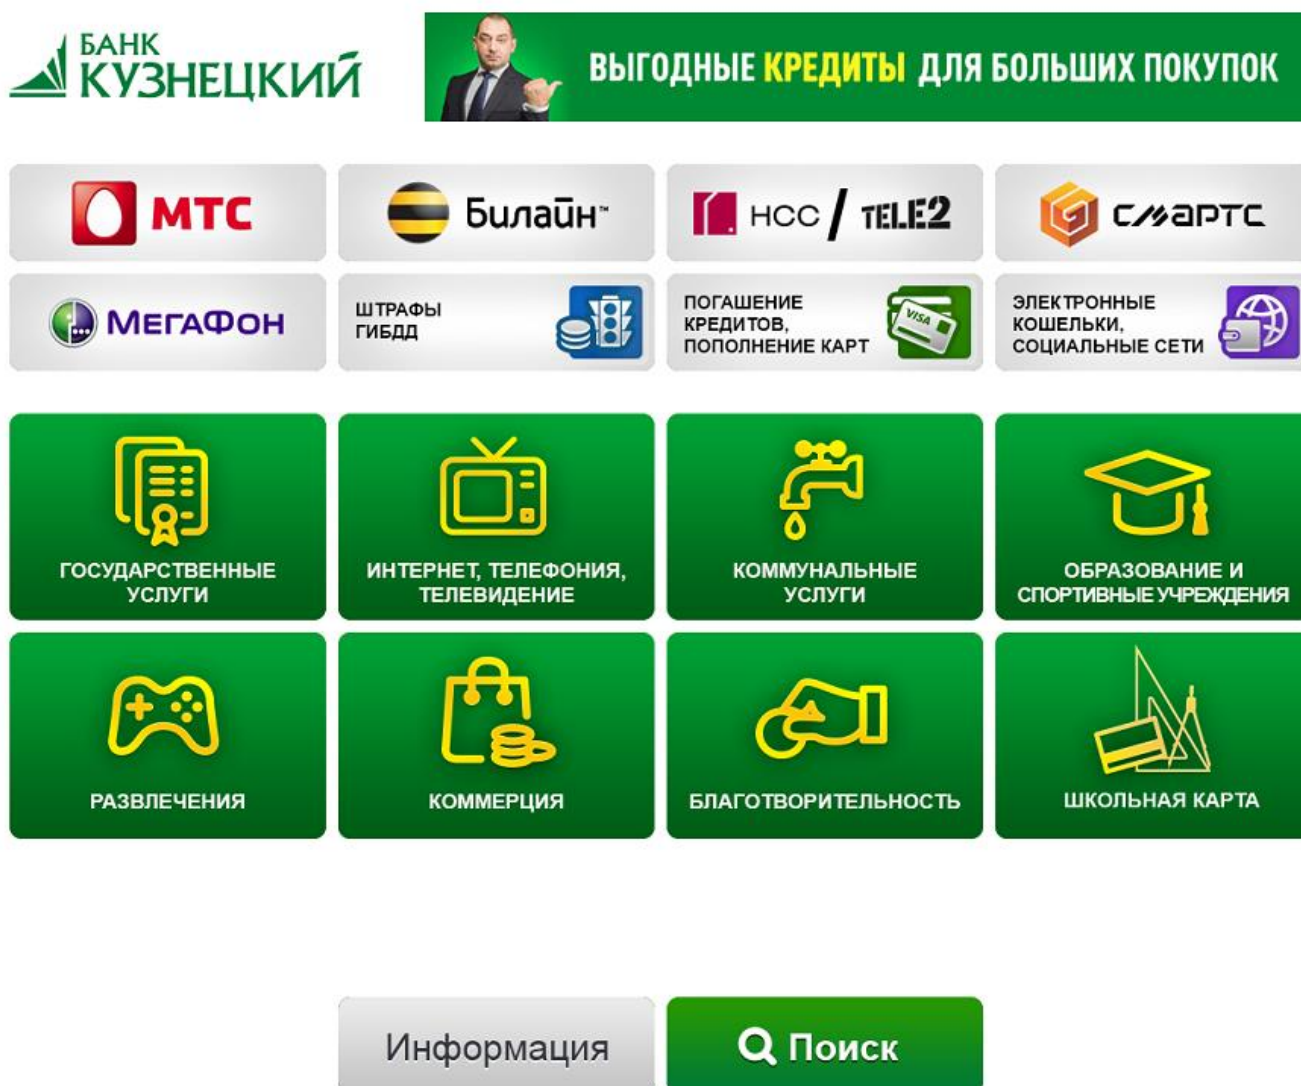 БАНК
КУЗНЕЦКИЙ
ВЫГОДНЫЕ КРЕДИТЫ ДЛЯ БОЛЬШИХ ПОКУПОК
МТС
Билайн™
НСС / TELE2
СМАРТС
МЕГАФОН
ШТРАФЫ
ГИБДД
ПОГАШЕНИЕ
КРЕДИТОВ,
ПОПОЛНЕНИЕ КАРТ
VISA
ЭЛЕКТРОННЫЕ
КОШЕЛЬКИ,
СОЦИАЛЬНЫЕ СЕТИ
ГОСУДАРСТВЕННЫЕ
УСЛУГИ
ИНТЕРНЕТ, ТЕЛЕФОНИЯ,
ТЕЛЕВИДЕНИЕ
КОММУНАЛЬНЫЕ
УСЛУГИ
ОБРАЗОВАНИЕ И
СПОРТИВНЫЕ УЧРЕЖДЕНИЯ
РАЗВЛЕЧЕНИЯ
КОММЕРЦИЯ
БЛАГОТВОРИТЕЛЬНОСТЬ
ШКОЛЬНАЯ КАРТА
Информация
Поиск